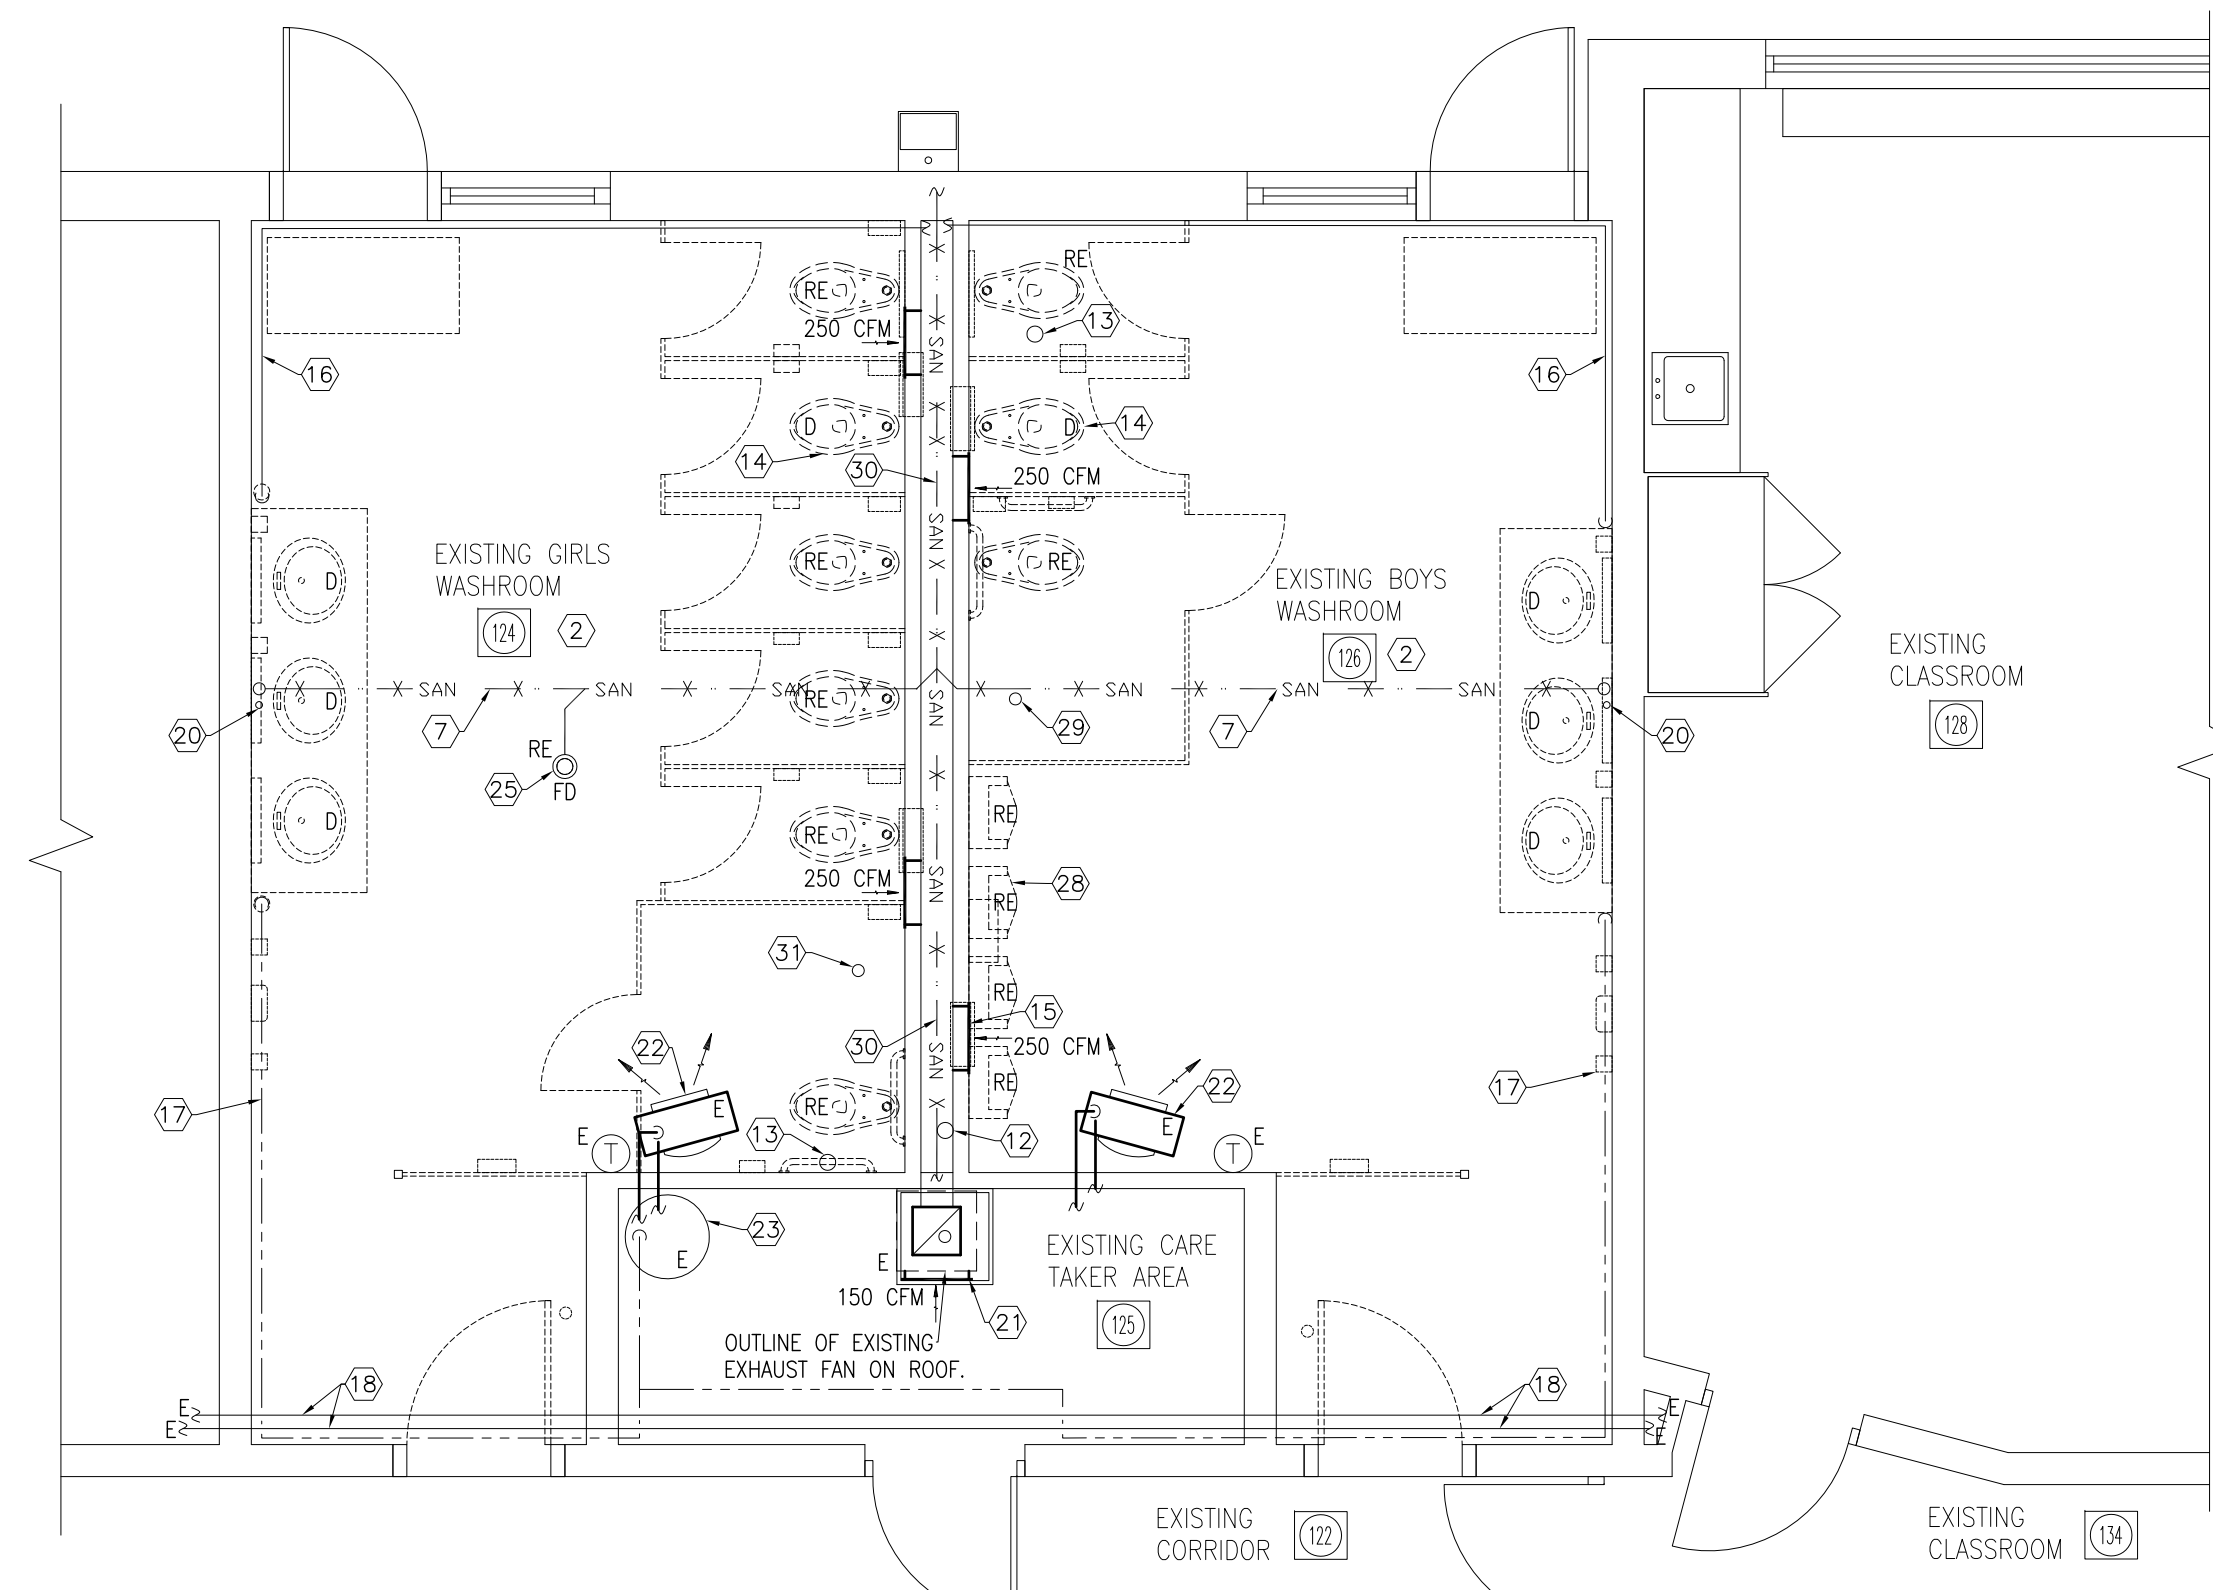 RE
RE
13
250 CFM
SAN
16
16
D
D
14
14
30
250 CFM
SAN
EXISTING GIRLS
WASHROOM
124
2
RE
RE
EXISTING BOYS
WASHROOM
126
2
D
D
EXISTING
CLASSROOM
128
SAN
SAN
SAN
RE
SAN
SAN
SAN
SAN
D
D
20
7
29
7
20
RE
25
FD
D
D
RE
RE
250 CFM
SAN
28
RE
31
RE
15
22
30
SAN
250 CFM
RE
22
17
17
E
RE
E
E
13
12
E
T
T
23
E
E
EXISTING CARE
TAKER AREA
125
150 CFM
21
OUTLINE OF EXISTING
EXHAUST FAN ON ROOF.
18
18
E
E
E
E
EXISTING
CORRIDOR
122
EXISTING
CLASSROOM
134